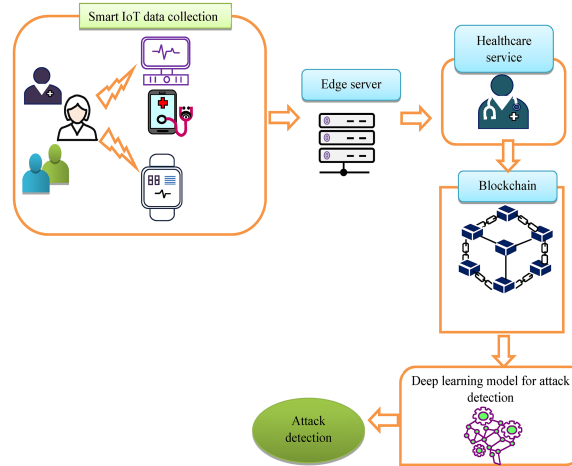 Smart IoT data collection
Healthcare
service
Edge server
Blockchain
Deep learning model for attack
detection
Attack
detection